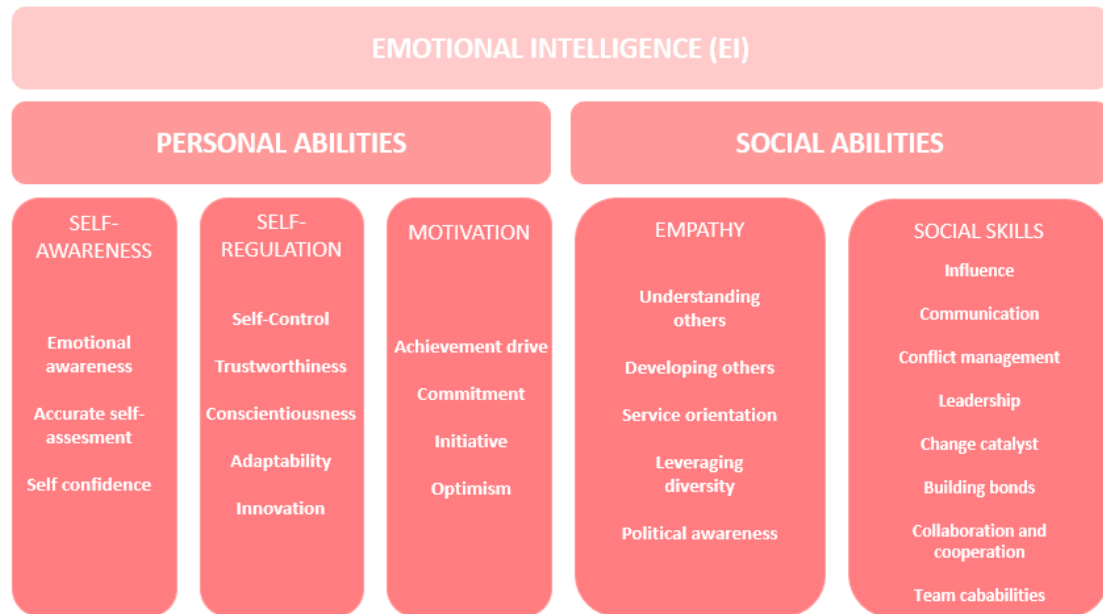 EMOTIONAL INTELLIGENCE (EI)
PERSONAL ABILITIES
SOCIAL ABILITIES
SELF-
AWARENESS
Emotional
awareness
Accurate self-
assesment
Self confidence
SELF-
REGULATION
Self-Control
Trustworthiness
Conscientiousness
Adaptability
Innovation
MOTIVATION
Achievement drive
Commitment
Initiative
Optimism
EMPATHY
Understanding
others
Developing others
Service orientation
Leveraging
diversity
Political awareness
SOCIAL SKILLS
Influence
Communication
Conflict management
Leadership
Change catalyst
Building bonds
Collaboration and
cooperation
Team cababilities